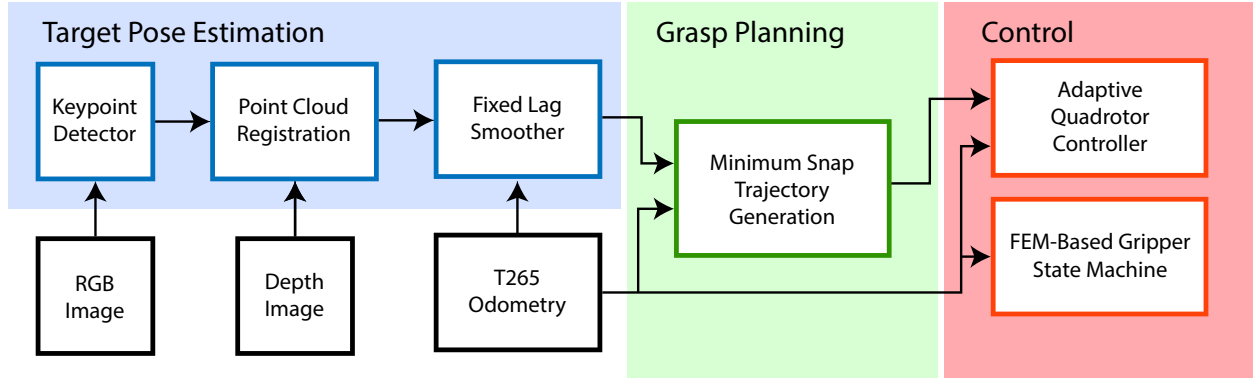 Target Pose Estimation
Grasp Planning
Control
Keypoint
Detector
Point Cloud
Registration
Fixed Lag
Smoother
Minimum Snap
Trajectory
Generation
Adaptive
Quadrotor
Controller
FEM-Based Gripper
State Machine
RGB
Image
Depth
Image
T265
Odometry